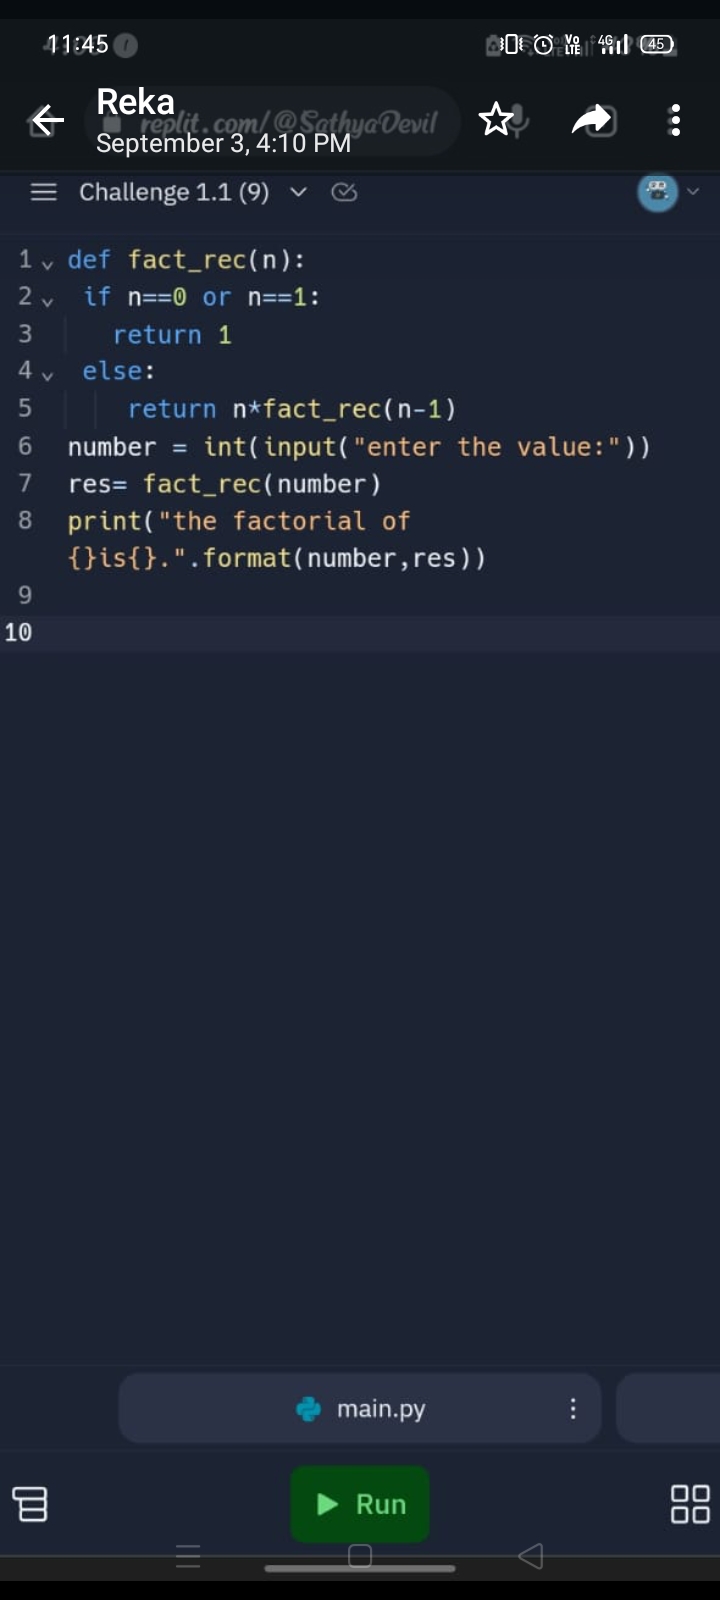 11:45
VoLTE 4G 45
Reka
replit.com/@SathyaDevil
September 3, 4:10 PM
Challenge 1.1 (9)
1 def fact_rec(n):
2  if n==0 or n==1:
3    return 1
4  else:
5     return n*fact_rec(n-1)
6 number = int(input("enter the value:"))
7 res= fact_rec(number)
8 print("the factorial of
{}is{}.".format(number,res))
9
10
main.py
Run